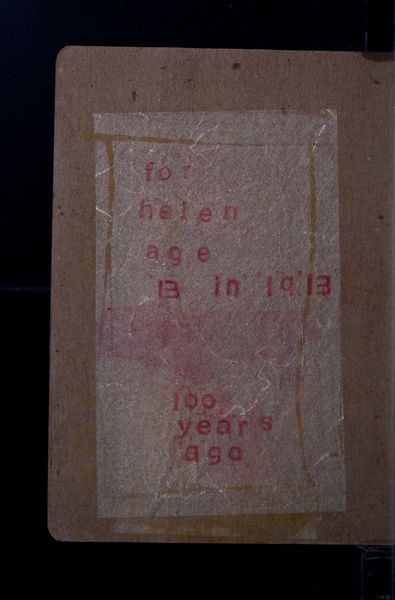 for
helen
age
13 in 1913
100
years
ago